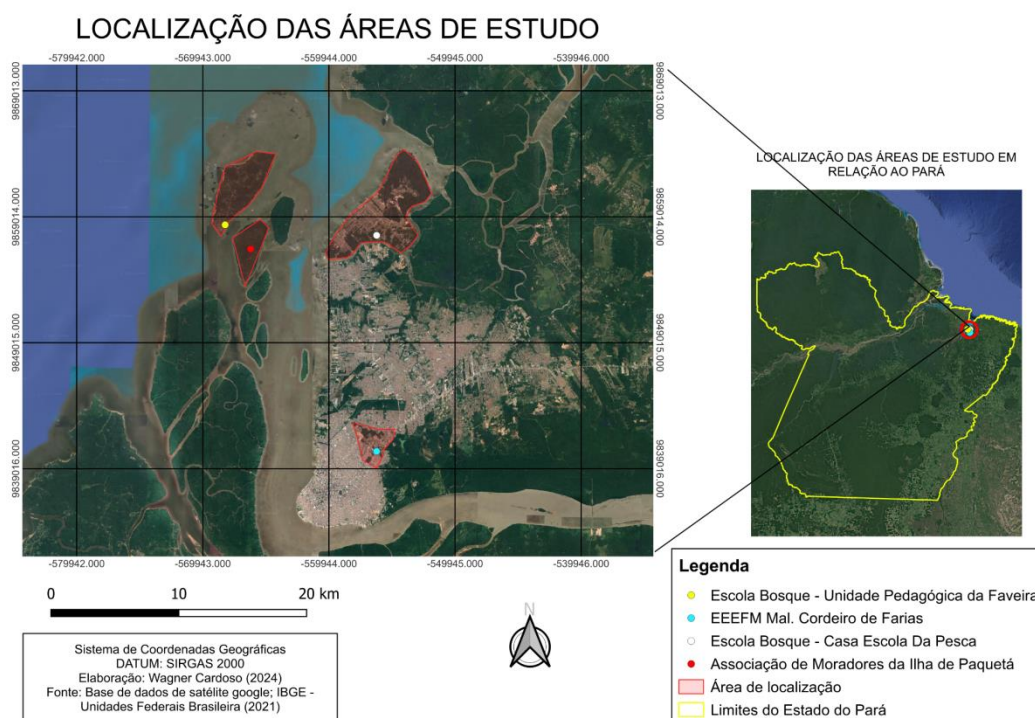 LOCALIZAÇÃO DAS ÁREAS DE ESTUDO
-579942.000 -569943.000 -559944.000 -549945.000 -539946.000
9869013.000 9869013.000
9859014.000 9859014.000
9849015.000 9849015.000
9839016.000 9839016.000
-579942.000 -569943.000 -559944.000 -549945.000 -539946.000
LOCALIZAÇÃO DAS ÁREAS DE ESTUDO EM
RELAÇÃO AO PARÁ
0 10 20 km
N
Sistema de Coordenadas Geográficas
DATUM: SIRGAS 2000
Elaboração: Wagner Cardoso (2024)
Fonte: Base de dados de satélite google; IBGE -
Unidades Federais Brasileira (2021)
Legenda
Escola Bosque - Unidade Pedagógica da Faveira
EEEFM Mal. Cordeiro de Farias
Escola Bosque - Casa Escola Da Pesca
Associação de Moradores da Ilha de Paquetá
Área de localização
Limites do Estado do Pará